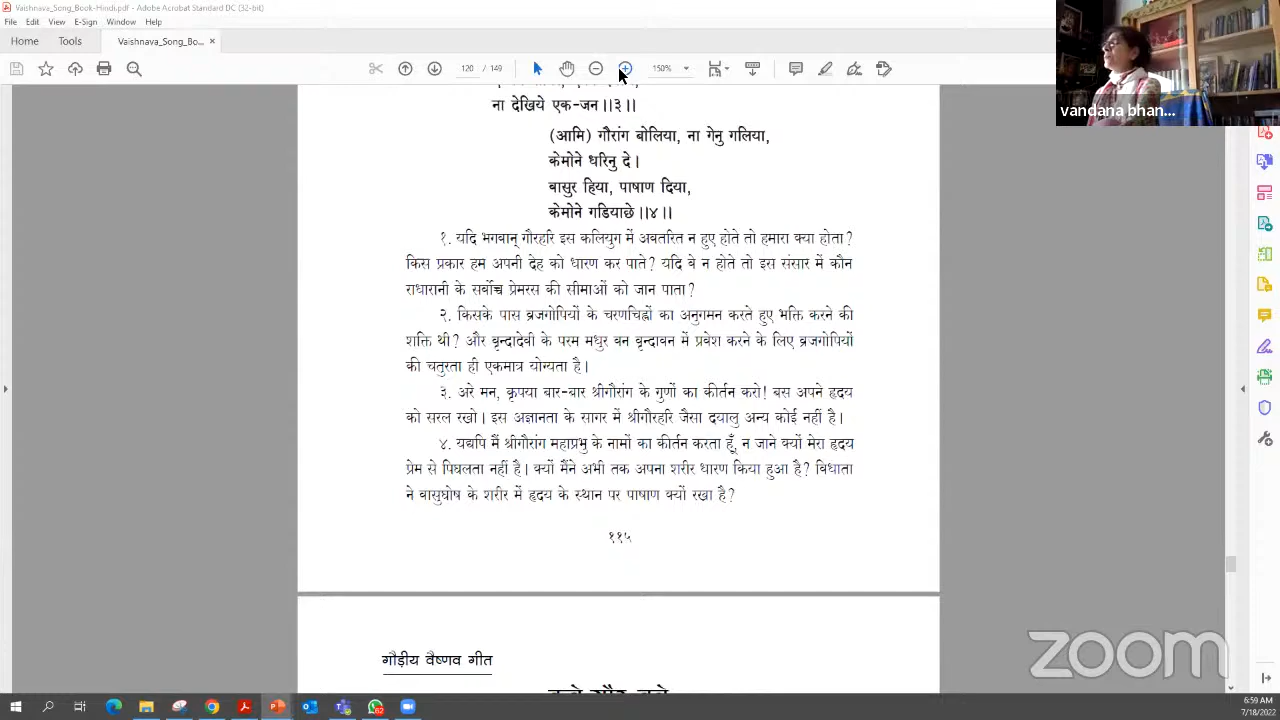 Vaishnava_Song_Book-Hindi.pdf - Adobe Acrobat Standard DC (32-bit)
File Edit View E-Sign Window Help
Home Tools Vaishnava_Song_Bo... ×
120 / 149 150%
vandana bhan...
ना देखिये एक-जन।।३।।
(आमि) गौरांग बोलिया, ना गेनु गलिया,
केमोने धरिनु दे।
बासुर हिया, पाषाण दिया,
केमोने गडियाछे।।४।।
१. यदि भगवान् गौरहरि इस कलियुग में अवतरित न हुए होते तो हमारा क्या होता?
किस प्रकार हम अपनी देह को धारण कर पाते? यदि वे न होते तो इस संसार में कौन
राधारानी के सर्वोच्च प्रेमरस की सीमाओं को जान पाता?
२. किसके पास व्रजगोपियों के चरणचिह्नों का अनुगमन करते हुए भक्ति करने की
शक्ति थी? और वृन्दादेवी के परम मधुर वन वृन्दावन में प्रवेश करने के लिए व्रजगोपियों
की चतुरता ही एकमात्र योग्यता है।
३. अरे मन, कृपया बार-बार श्रीगौरांग के गुणों का कीर्तन करो! बस अपने हृदय
को सरल रखो। इस अज्ञानता के सागर में श्रीगौरहरि जैसा दयालु अन्य कोई नहीं है।
४. यद्यपि मैं श्रीगौरांग महाप्रभु के नामों का कीर्तन करता हूँ, न जाने क्यों मेरा हृदय
प्रेम से पिघलता नहीं है। क्यों मैंने अभी तक अपना शरीर धारण किया हुआ है? विधाता
ने वासुघोष के शरीर में हृदय के स्थान पर पाषाण क्यों रखा है?
११५
गौड़ीय वैष्णव गीत
zoom
6:59 AM
7/18/2022